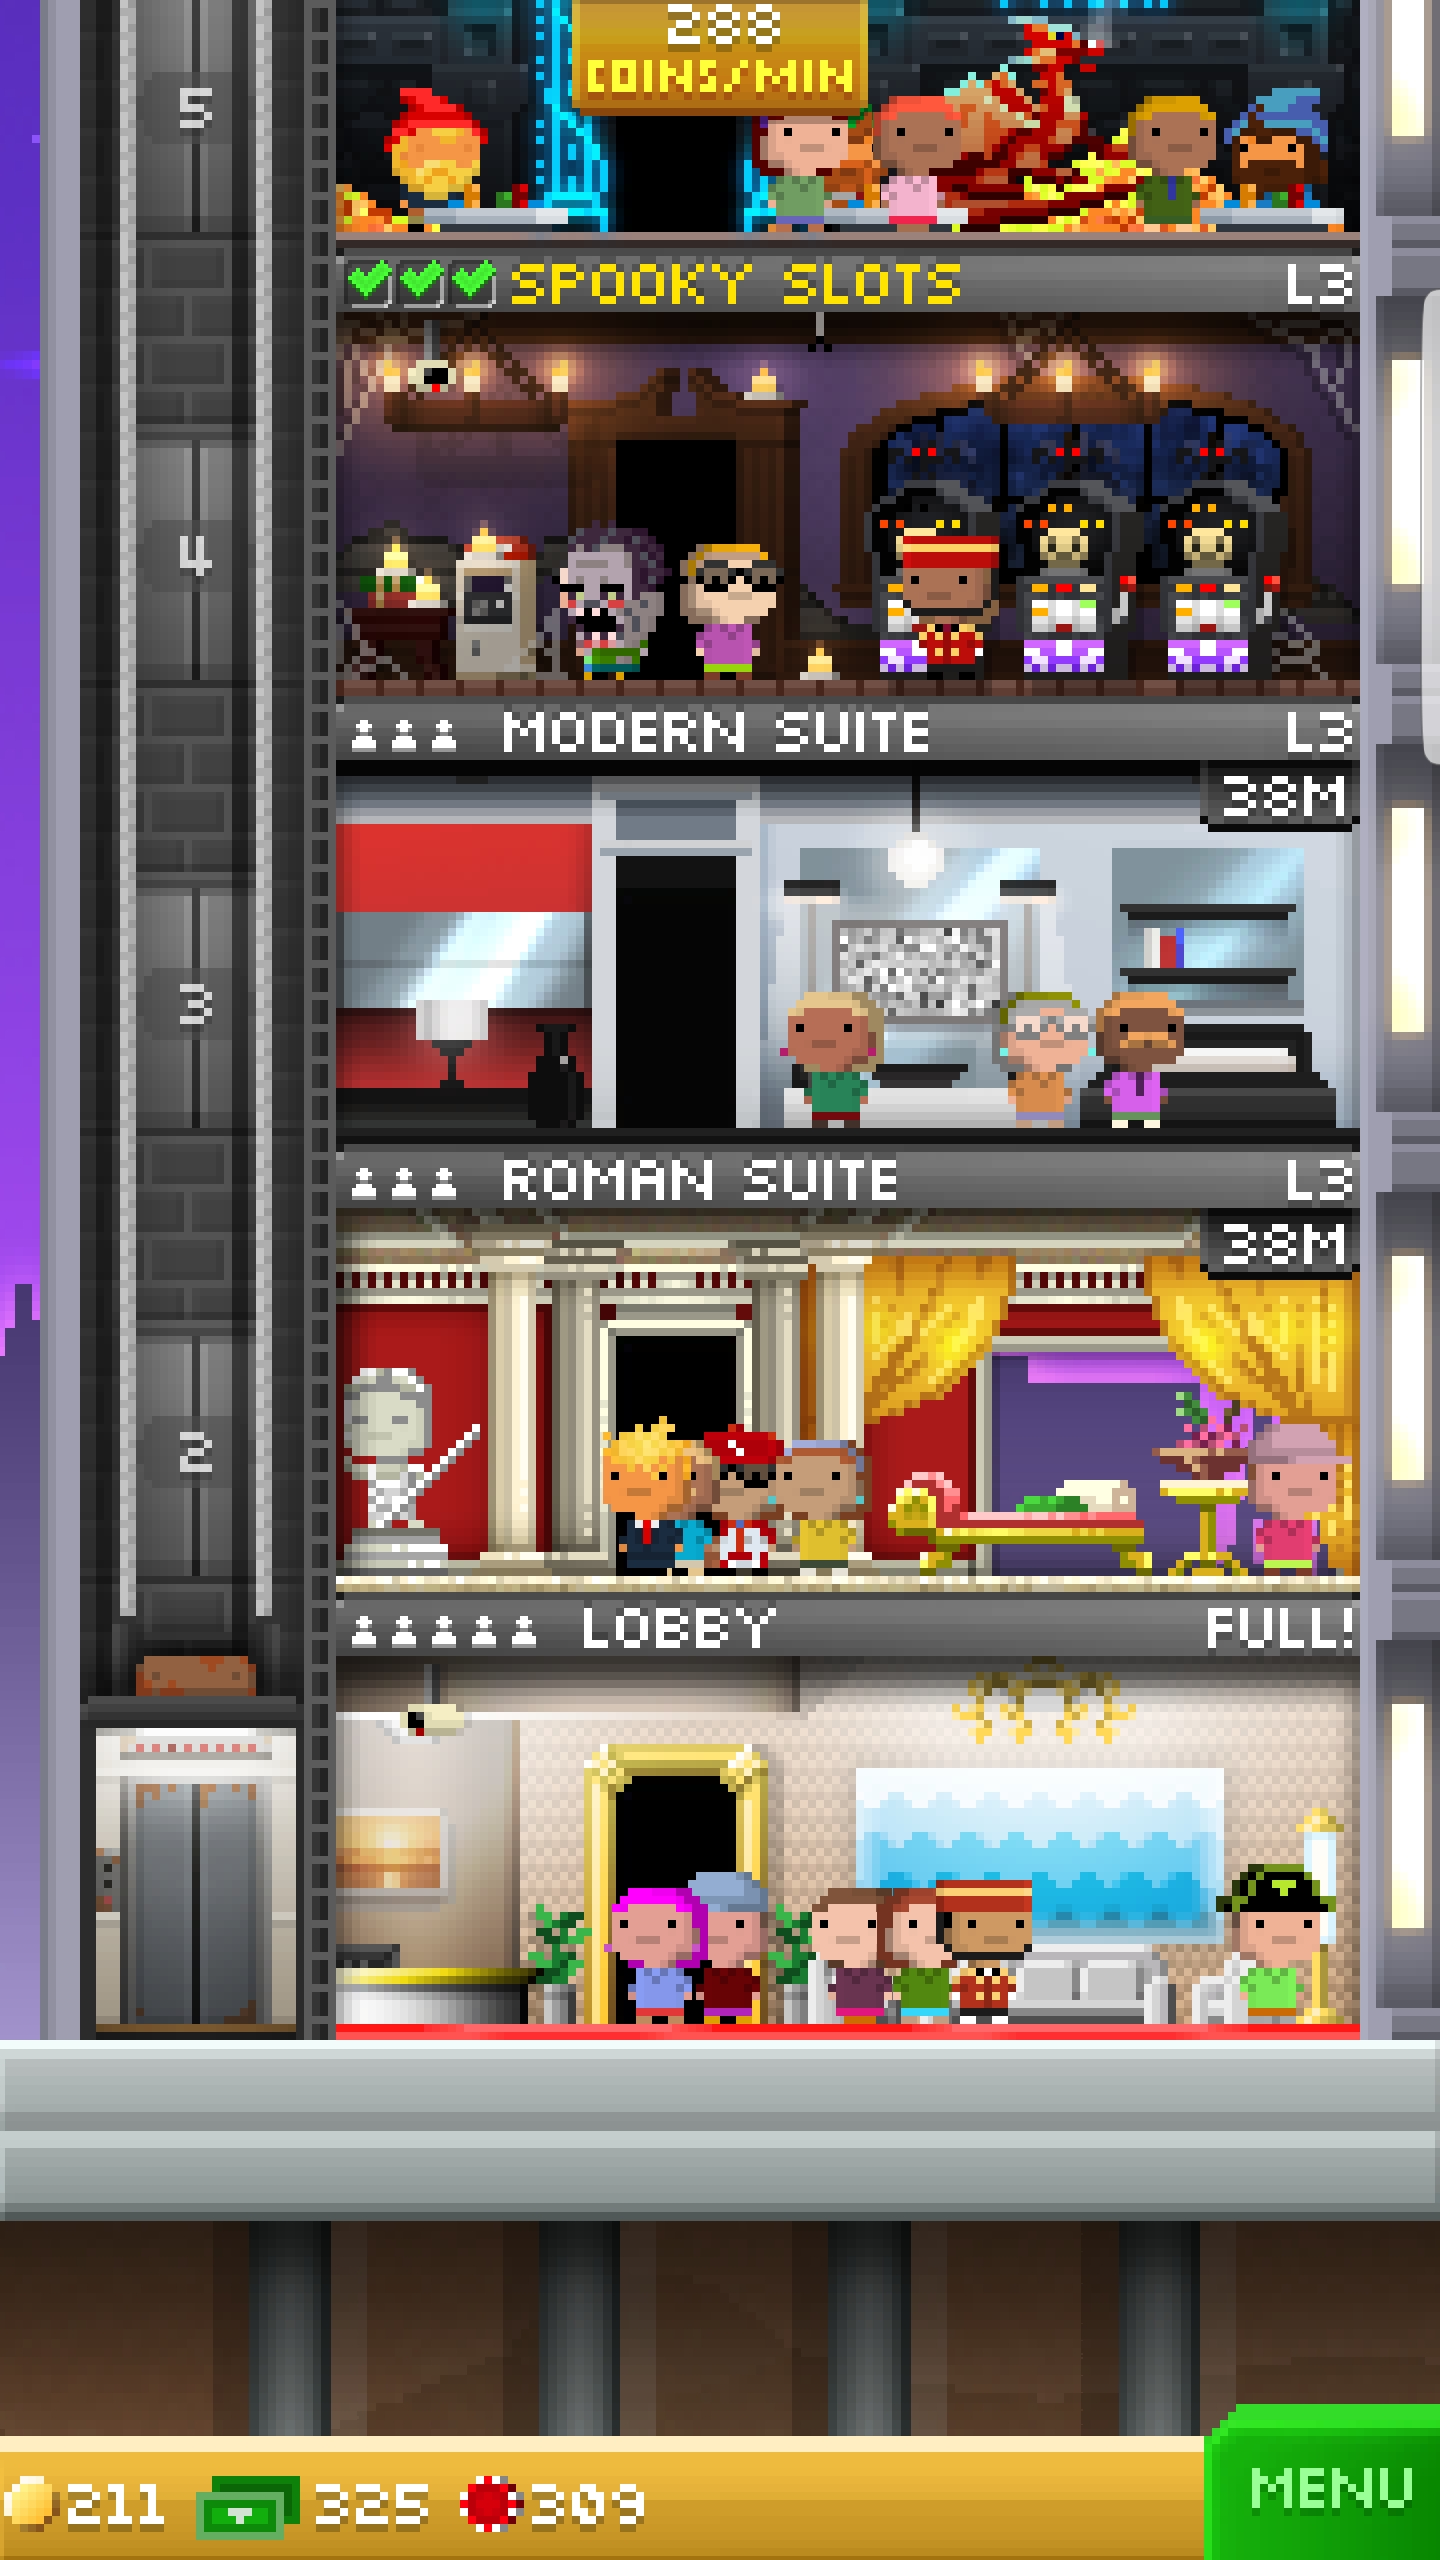 288
COINS/MIN
5
SPOOKY SLOTS L3
4
MODERN SUITE L3
38M
3
ROMAN SUITE L3
38M
2
LOBBY FULL!
211 325 309
MENU